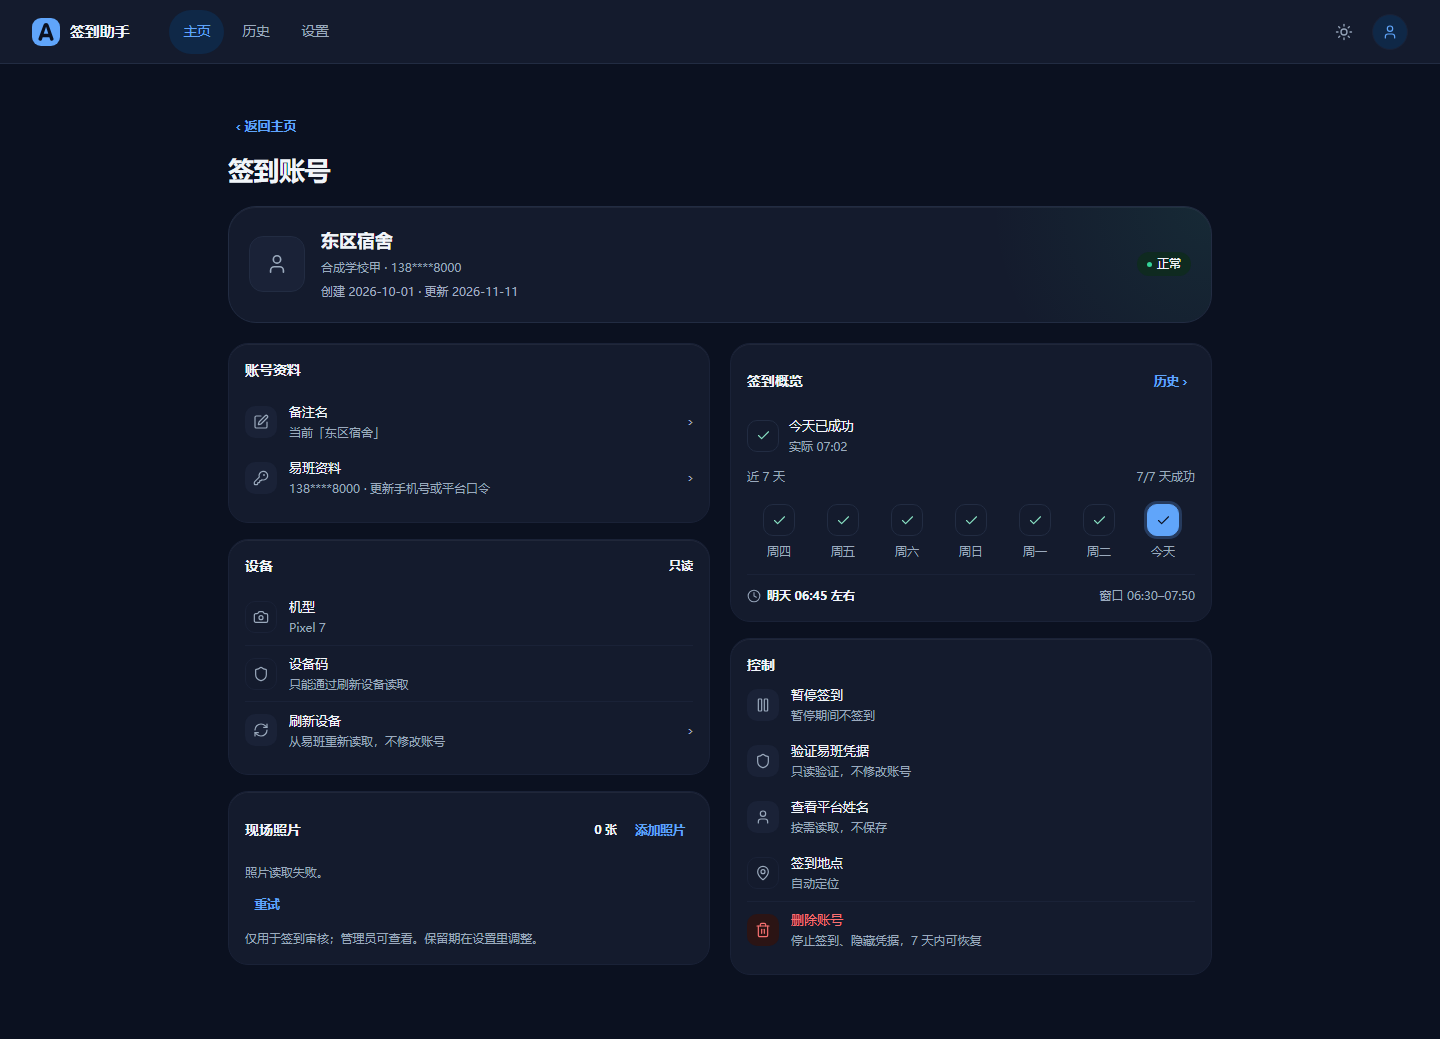 A 签到助手
主页
历史
设置
‹ 返回主页
签到账号
东区宿舍
合成学校甲 · 138****8000
创建 2026-10-01 · 更新 2026-11-11
正常
账号资料
备注名
当前「东区宿舍」
易班资料
138****8000 · 更新手机号或平台口令
设备
只读
机型
Pixel 7
设备码
只能通过刷新设备读取
刷新设备
从易班重新读取，不修改账号
现场照片
0 张
添加照片
照片读取失败。
重试
仅用于签到审核；管理员可查看。保留期在设置里调整。
签到概览
历史 ›
今天已成功
实际 07:02
近 7 天
7/7 天成功
周四
周五
周六
周日
周一
周二
今天
明天 06:45 左右
窗口 06:30–07:50
控制
暂停签到
暂停期间不签到
验证易班凭据
只读验证，不修改账号
查看平台姓名
按需读取，不保存
签到地点
自动定位
删除账号
停止签到、隐藏凭据，7 天内可恢复